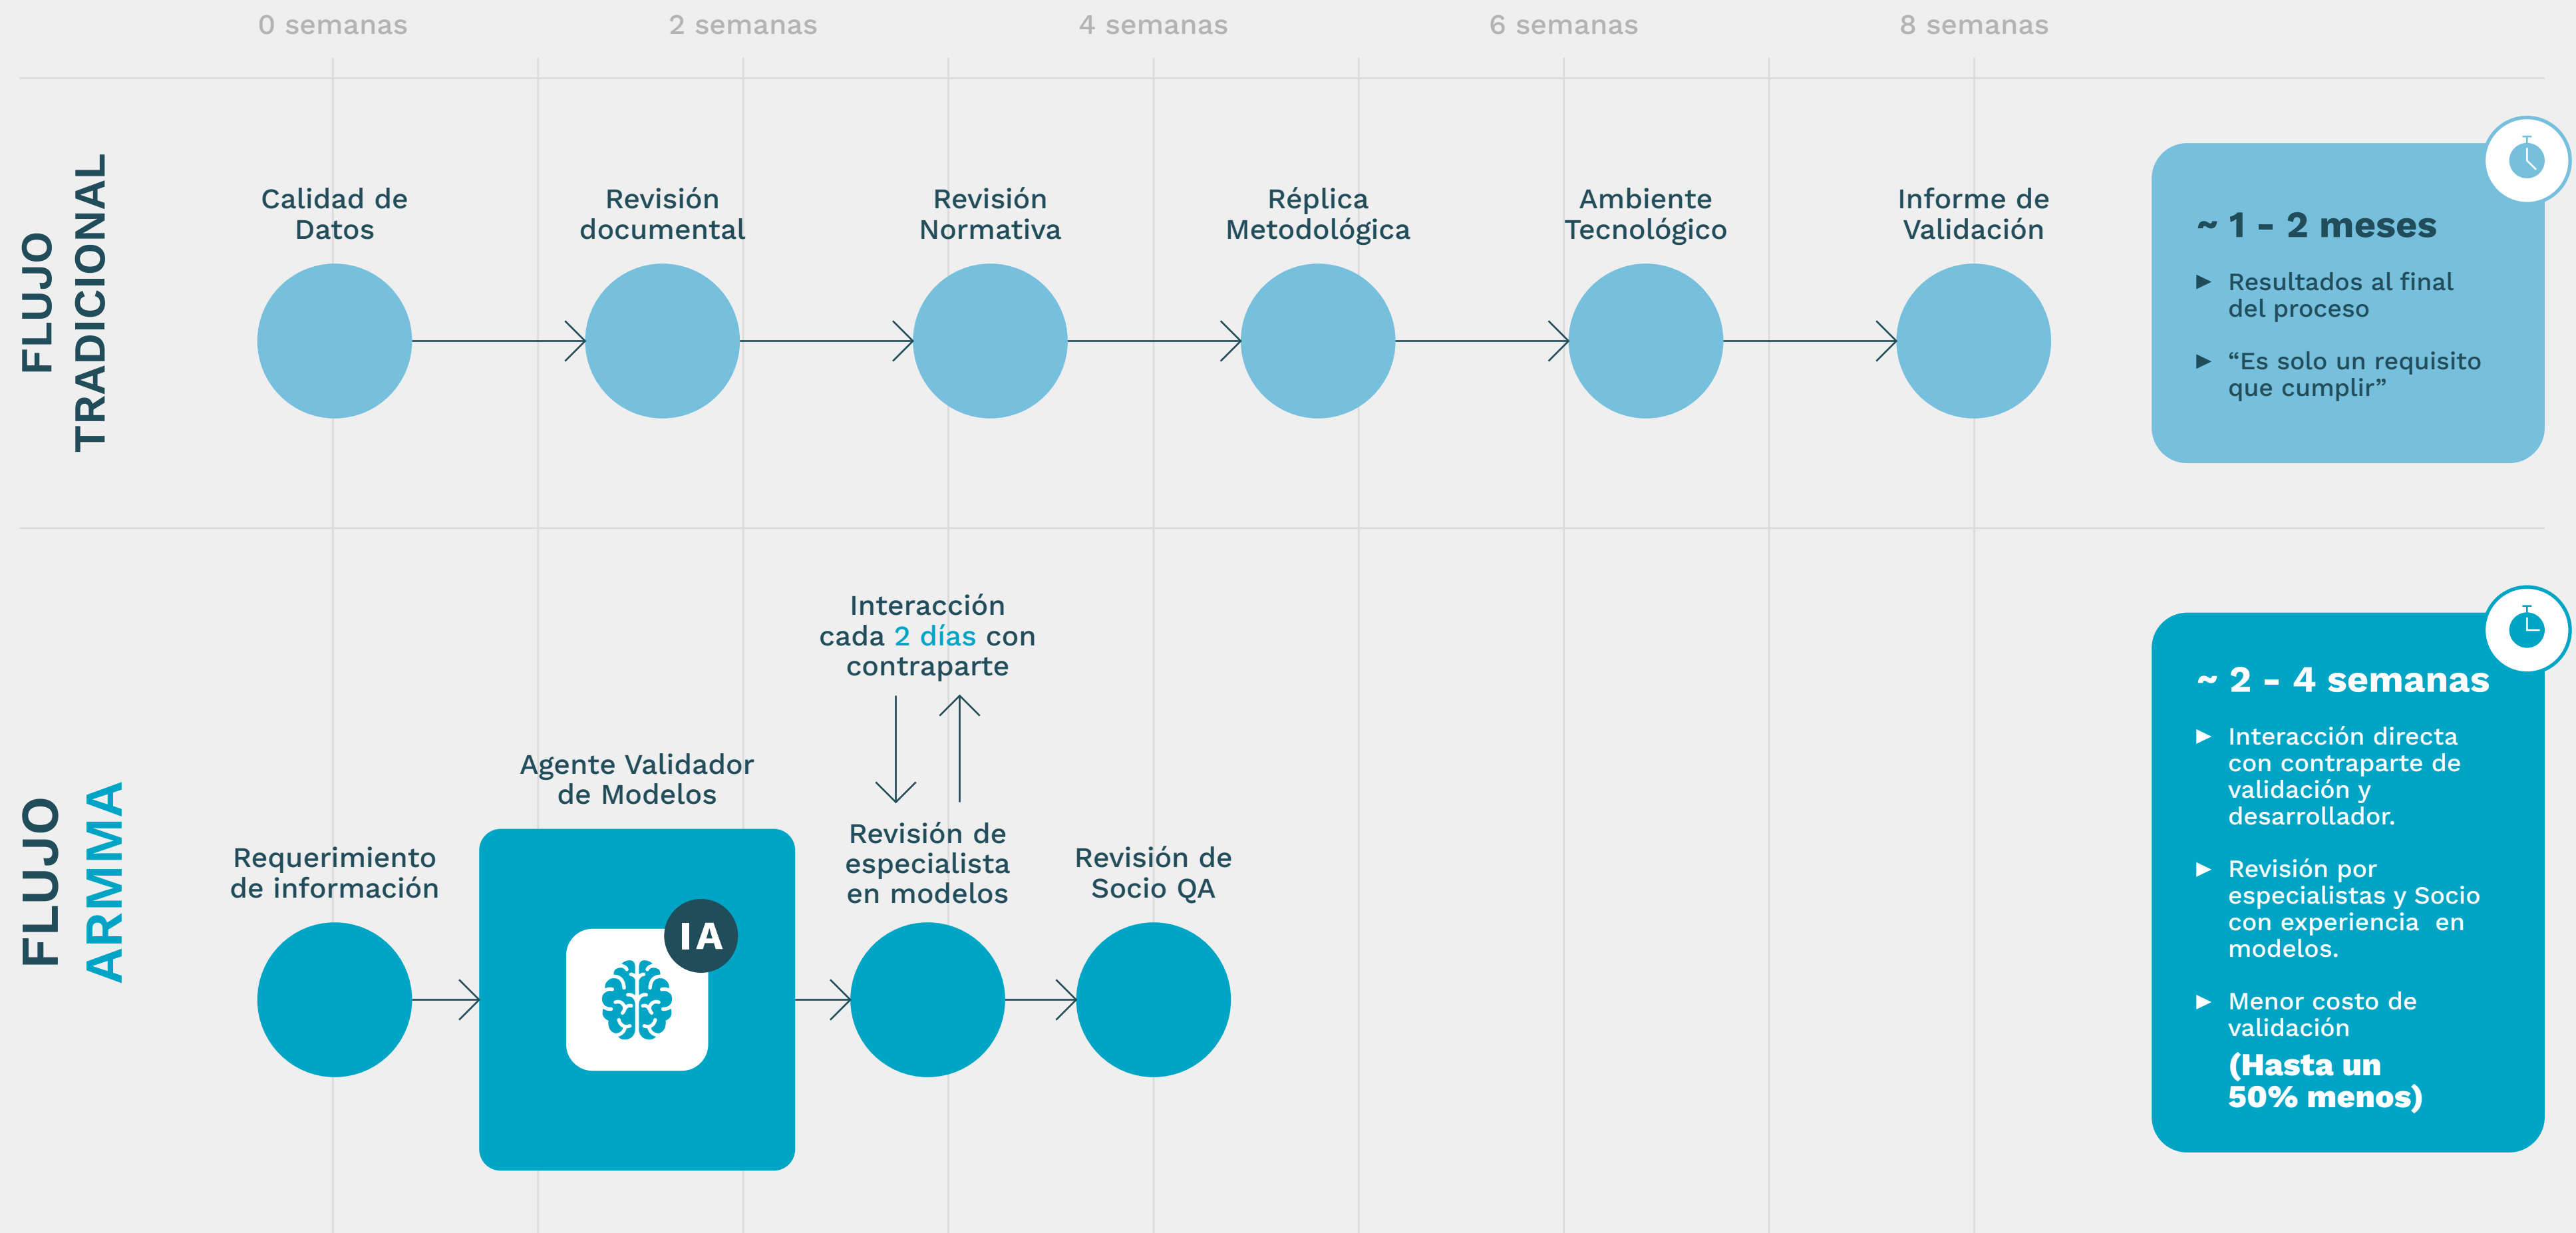 0 semanas
2 semanas
4 semanas
6 semanas
8 semanas
FLUJO
TRADICIONAL
Calidad de
Datos
Revisión
documental
Revisión
Normativa
Réplica
Metodológica
Ambiente
Tecnológico
Informe de
Validación
~ 1 - 2 meses
► Resultados al final
del proceso
► “Es solo un requisito
que cumplir”
FLUJO
ARMMA
Requerimiento
de información
Agente Validador
de Modelos
IA
Interacción
cada 2 días con
contraparte
Revisión de
especialista
en modelos
Revisión de
Socio QA
~ 2 - 4 semanas
► Interacción directa
con contraparte de
validación y
desarrollador.
► Revisión por
especialistas y Socio
con experiencia  en
modelos.
► Menor costo de
validación
(Hasta un
50% menos)